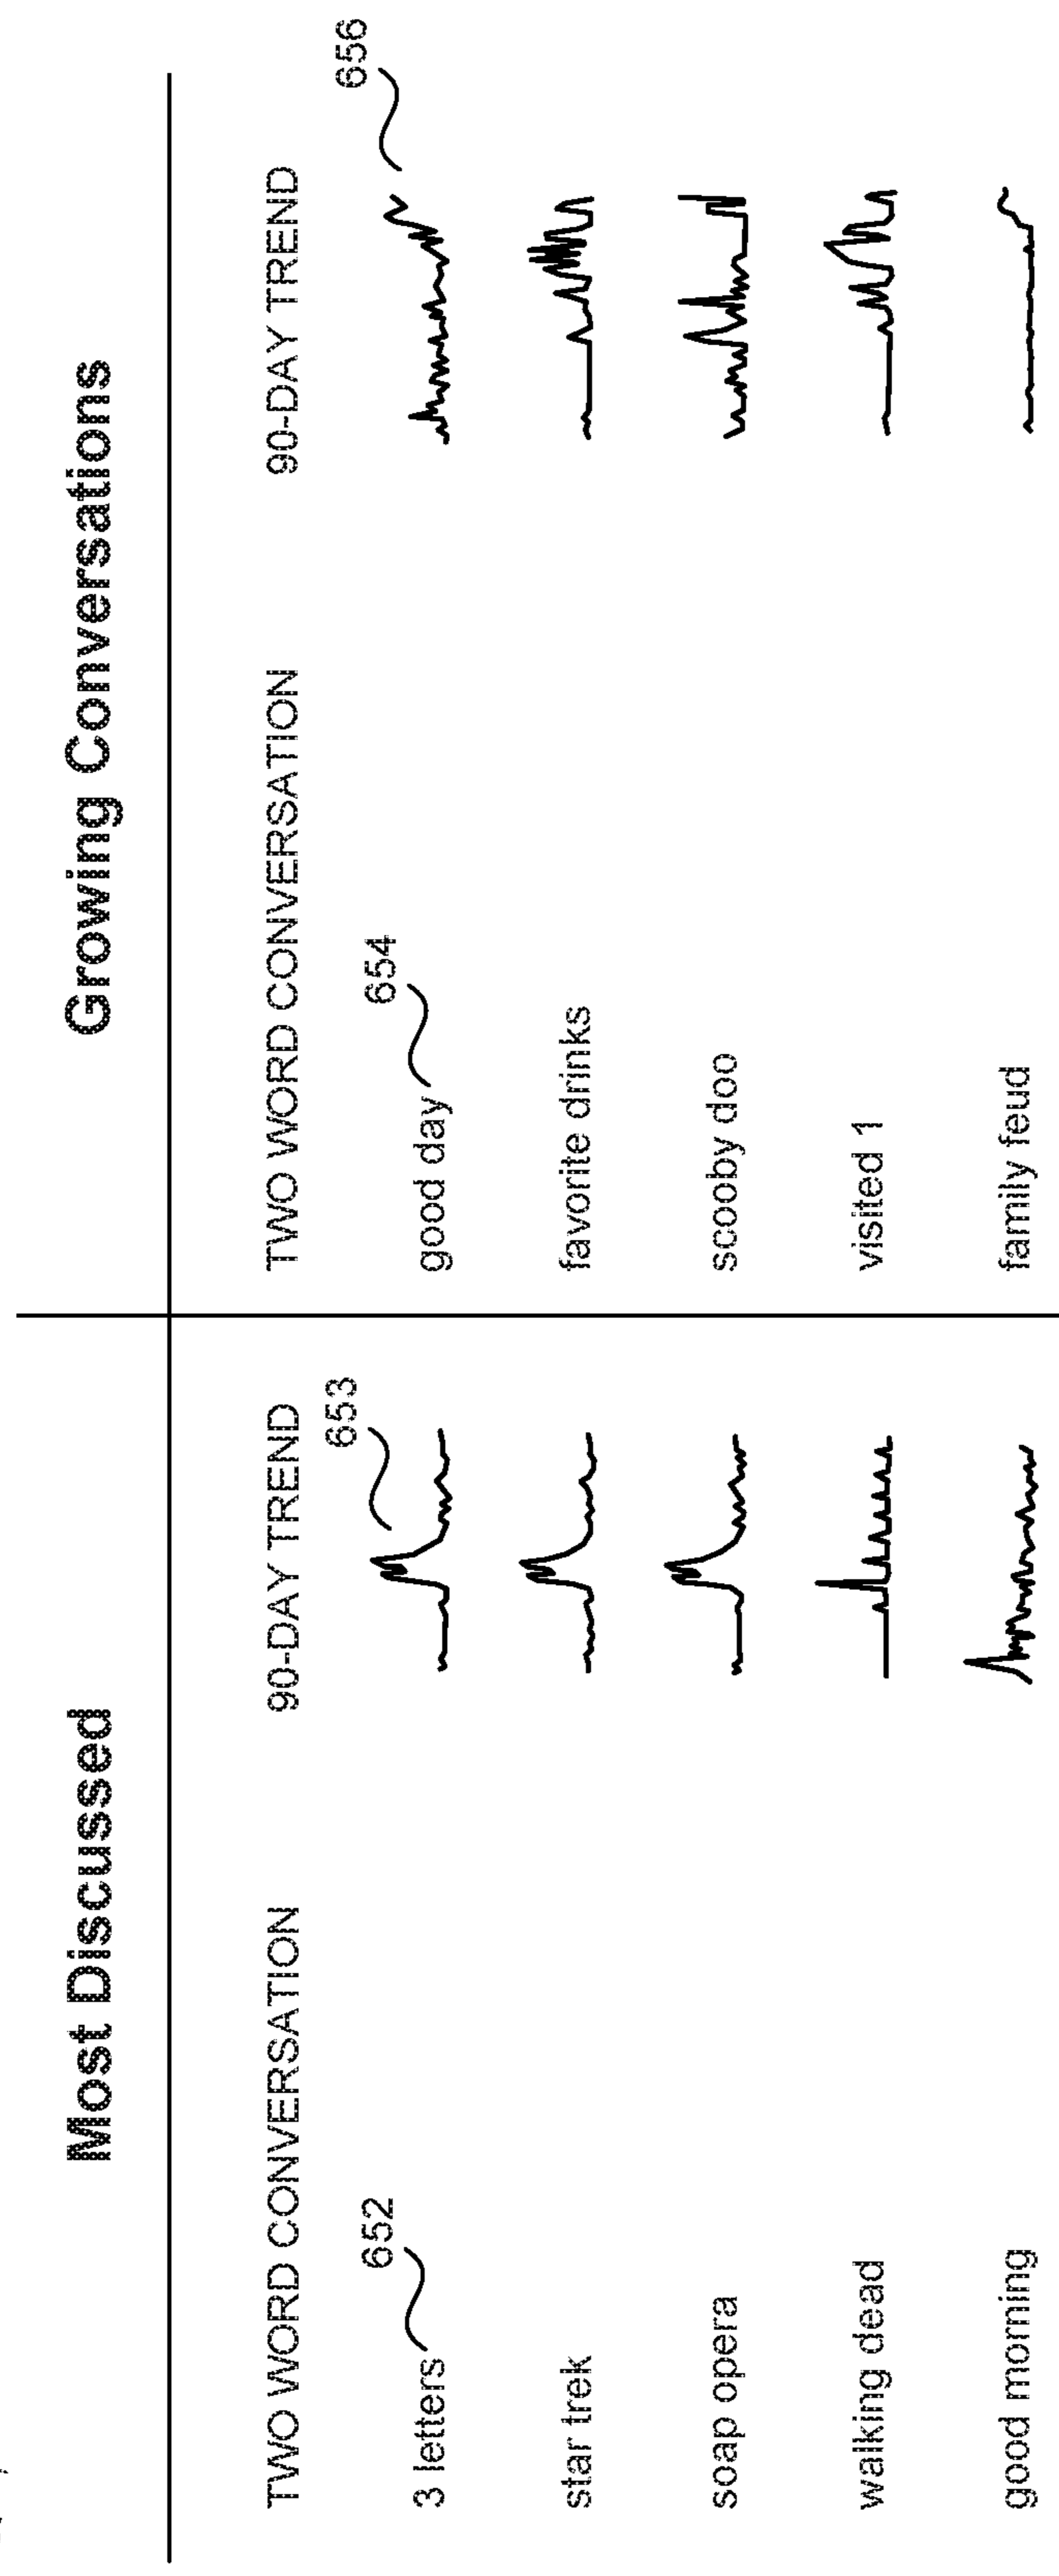 Most Discussed Growing Conversations
TWO WORD CONVERSATION 90-DAY TREND TWO WORD CONVERSATION 90-DAY TREND
652 653 654 656
3 letters good day
star trek favorite drinks
soap opera scooby doo
walking dead visited 1
good morning family feud